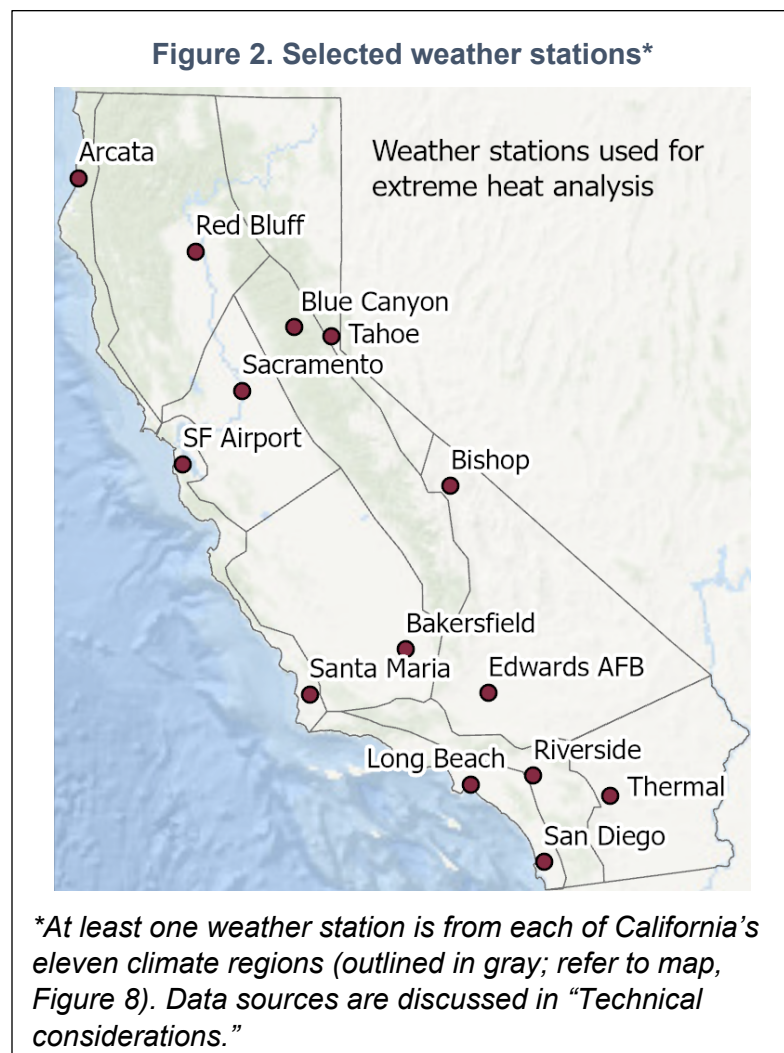 Figure 2. Selected weather stations*
Weather stations used for
extreme heat analysis
Arcata
Red Bluff
Blue Canyon
Tahoe
Sacramento
SF Airport
Bishop
Bakersfield
Santa Maria
Edwards AFB
Long Beach
Riverside
Thermal
San Diego
*At least one weather station is from each of California’s
eleven climate regions (outlined in gray; refer to map,
Figure 8). Data sources are discussed in “Technical
considerations.”